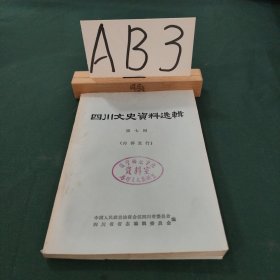 AB3
四川文史资料选辑
第七辑
(内部发行)
资料室
中国人民政治协商会议四川省委员会
四川省省志编辑委员会
编